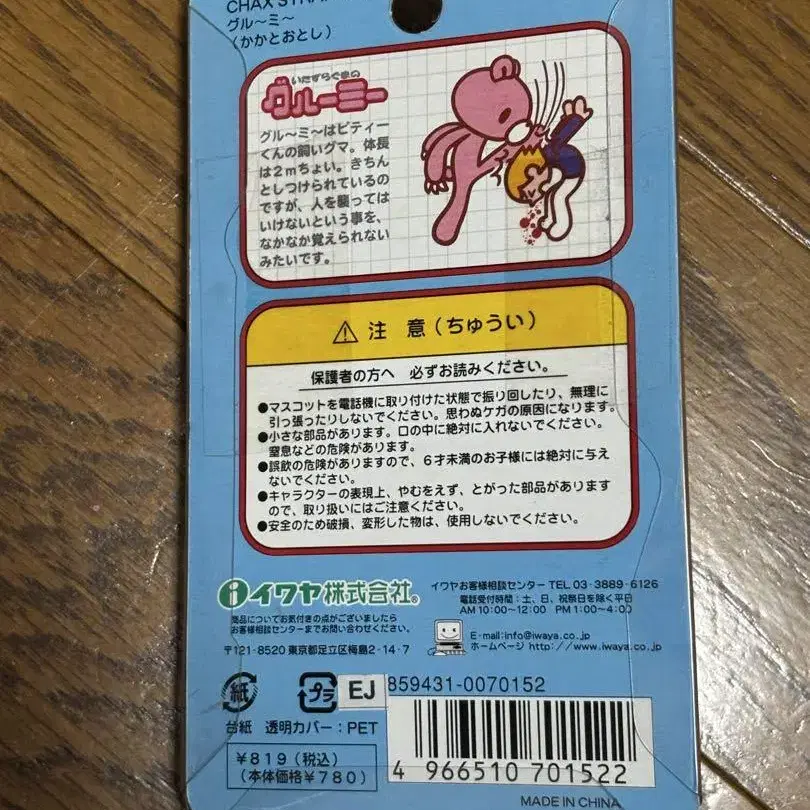 CHAX STRA
グル～ミ～
（かかとおとし）
いたずらぐまの
グルーミー
グル～ミ～はピティー
くんの飼いグマ。体長
は2mちょい。きちん
としつけられているの
ですが、人を襲っては
いけないという事を、
なかなか覚えられない
みたいです。
注 意（ちゅうい）
保護者の方へ 必ずお読みください。
●マスコットを電話機に取り付けた状態で振り回したり、無理に
引っ張ったりしないでください。思わぬケガの原因になります。
●小さな部品があります。口の中に絶対に入れないでください。
窒息などの危険があります。
●誤飲の危険がありますので、６才未満のお子様には絶対に与え
ないでください。
●キャラクターの表現上、やむをえず、とがった部品があります
ので、取り扱いにはご注意ください。
●安全のため破損、変形した物は、使用しないでください。
イワヤ株式会社®
イワヤお客様相談センター TEL 03-3889-6126
電話受付時間：土、日、祝祭日を除く平日
AM 10:00～12:00 PM 1:00～4:00
商品についてお気付きの点がございましたら
お客様相談センターまでお問い合わせください。
〒121-8520 東京都足立区梅島2-14-7
E-mail:info@iwaya.co.jp
ホームページ http://www.iwaya.co.jp
紙
プラ
EJ
859431-0070152
台紙 透明カバー：PET
￥819（税込）
（本体価格￥780）
4 966510 701522
MADE IN CHINA